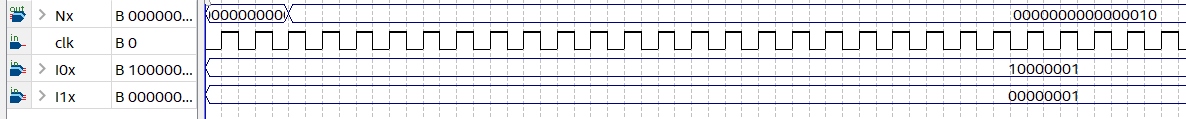 out Nx B 000000... 000000000 0000000000000010
in clk B 0
in I0x B 100000... 10000001
in I1x B 000000... 00000001